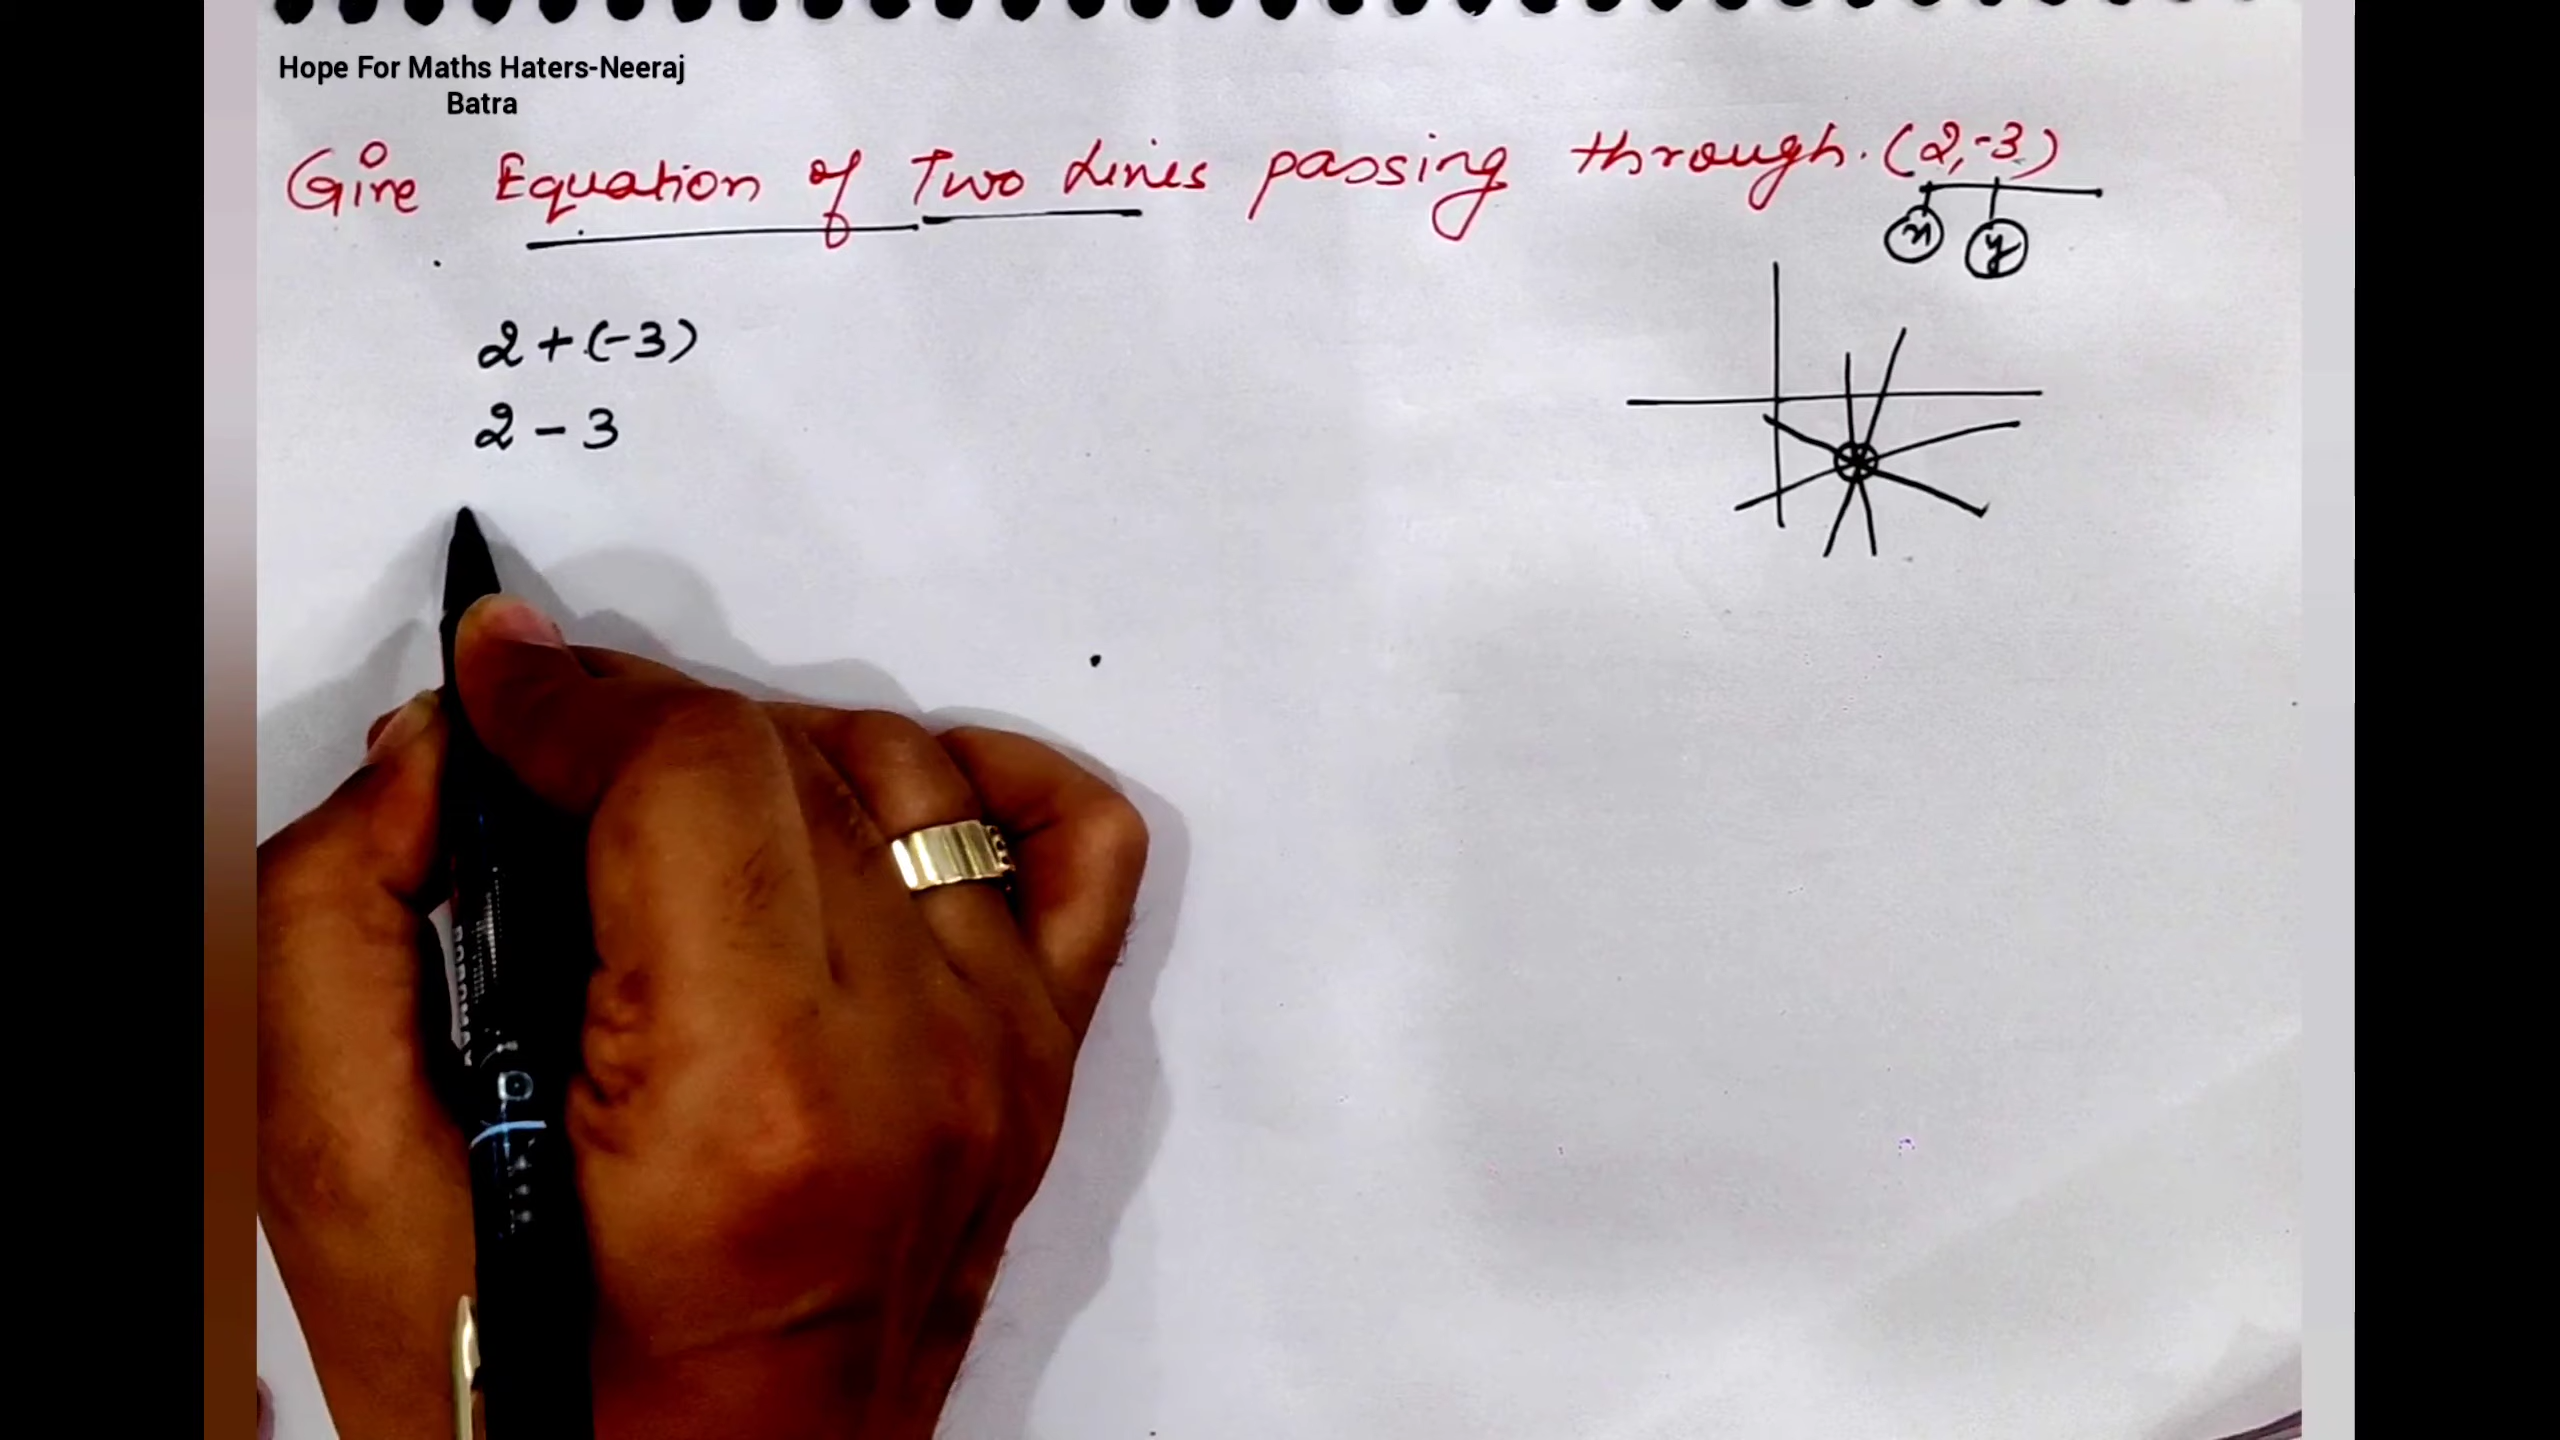 Hope For Maths Haters-Neeraj
Batra
Give Equation of Two Lines passing through. (2,-3)
x y
2 + (-3)
2 - 3